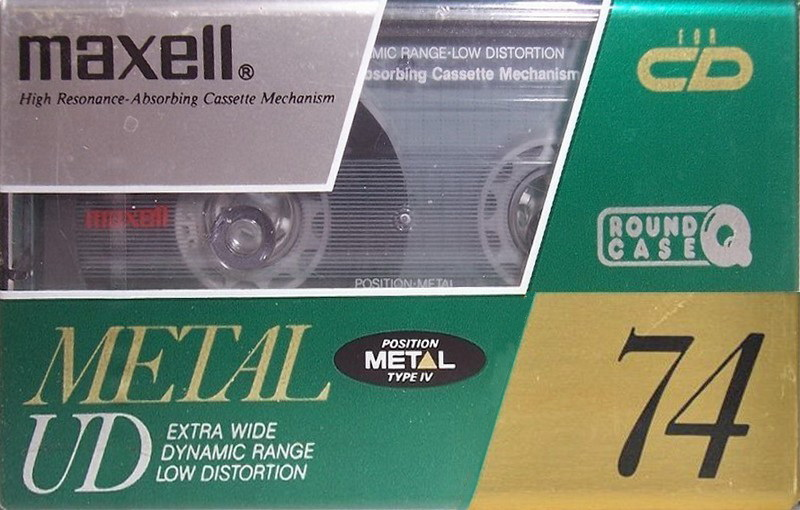 maxell®
High Resonance-Absorbing Cassette Mechanism
MIC RANGE·LOW DISTORTION
bsorbing Cassette Mechanism
FOR
CD
maxell
ROUND
CASE Q
POSITION·METAL
METAL
POSITION
METAL
TYPE IV
UD
EXTRA WIDE
DYNAMIC RANGE
LOW DISTORTION
74